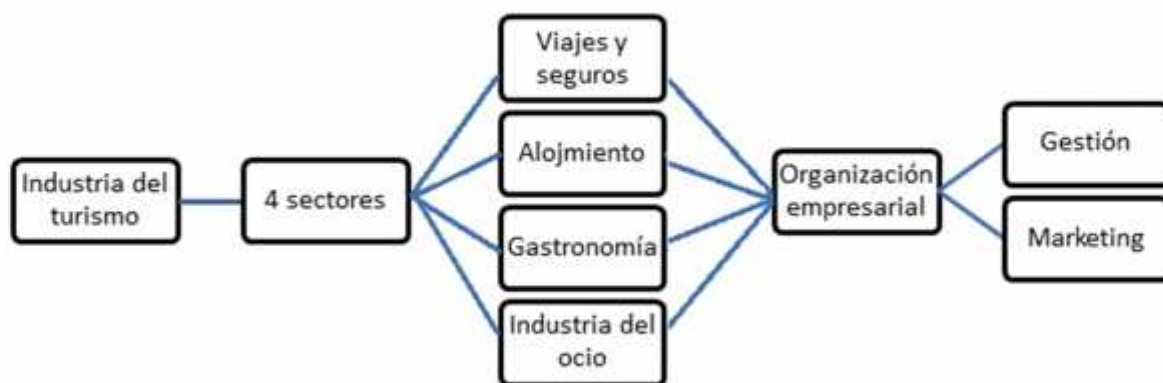 Industria del
turismo
4 sectores
Viajes y
seguros
Alojmiento
Gastronomía
Industria del
ocio
Organización
empresarial
Gestión
Marketing